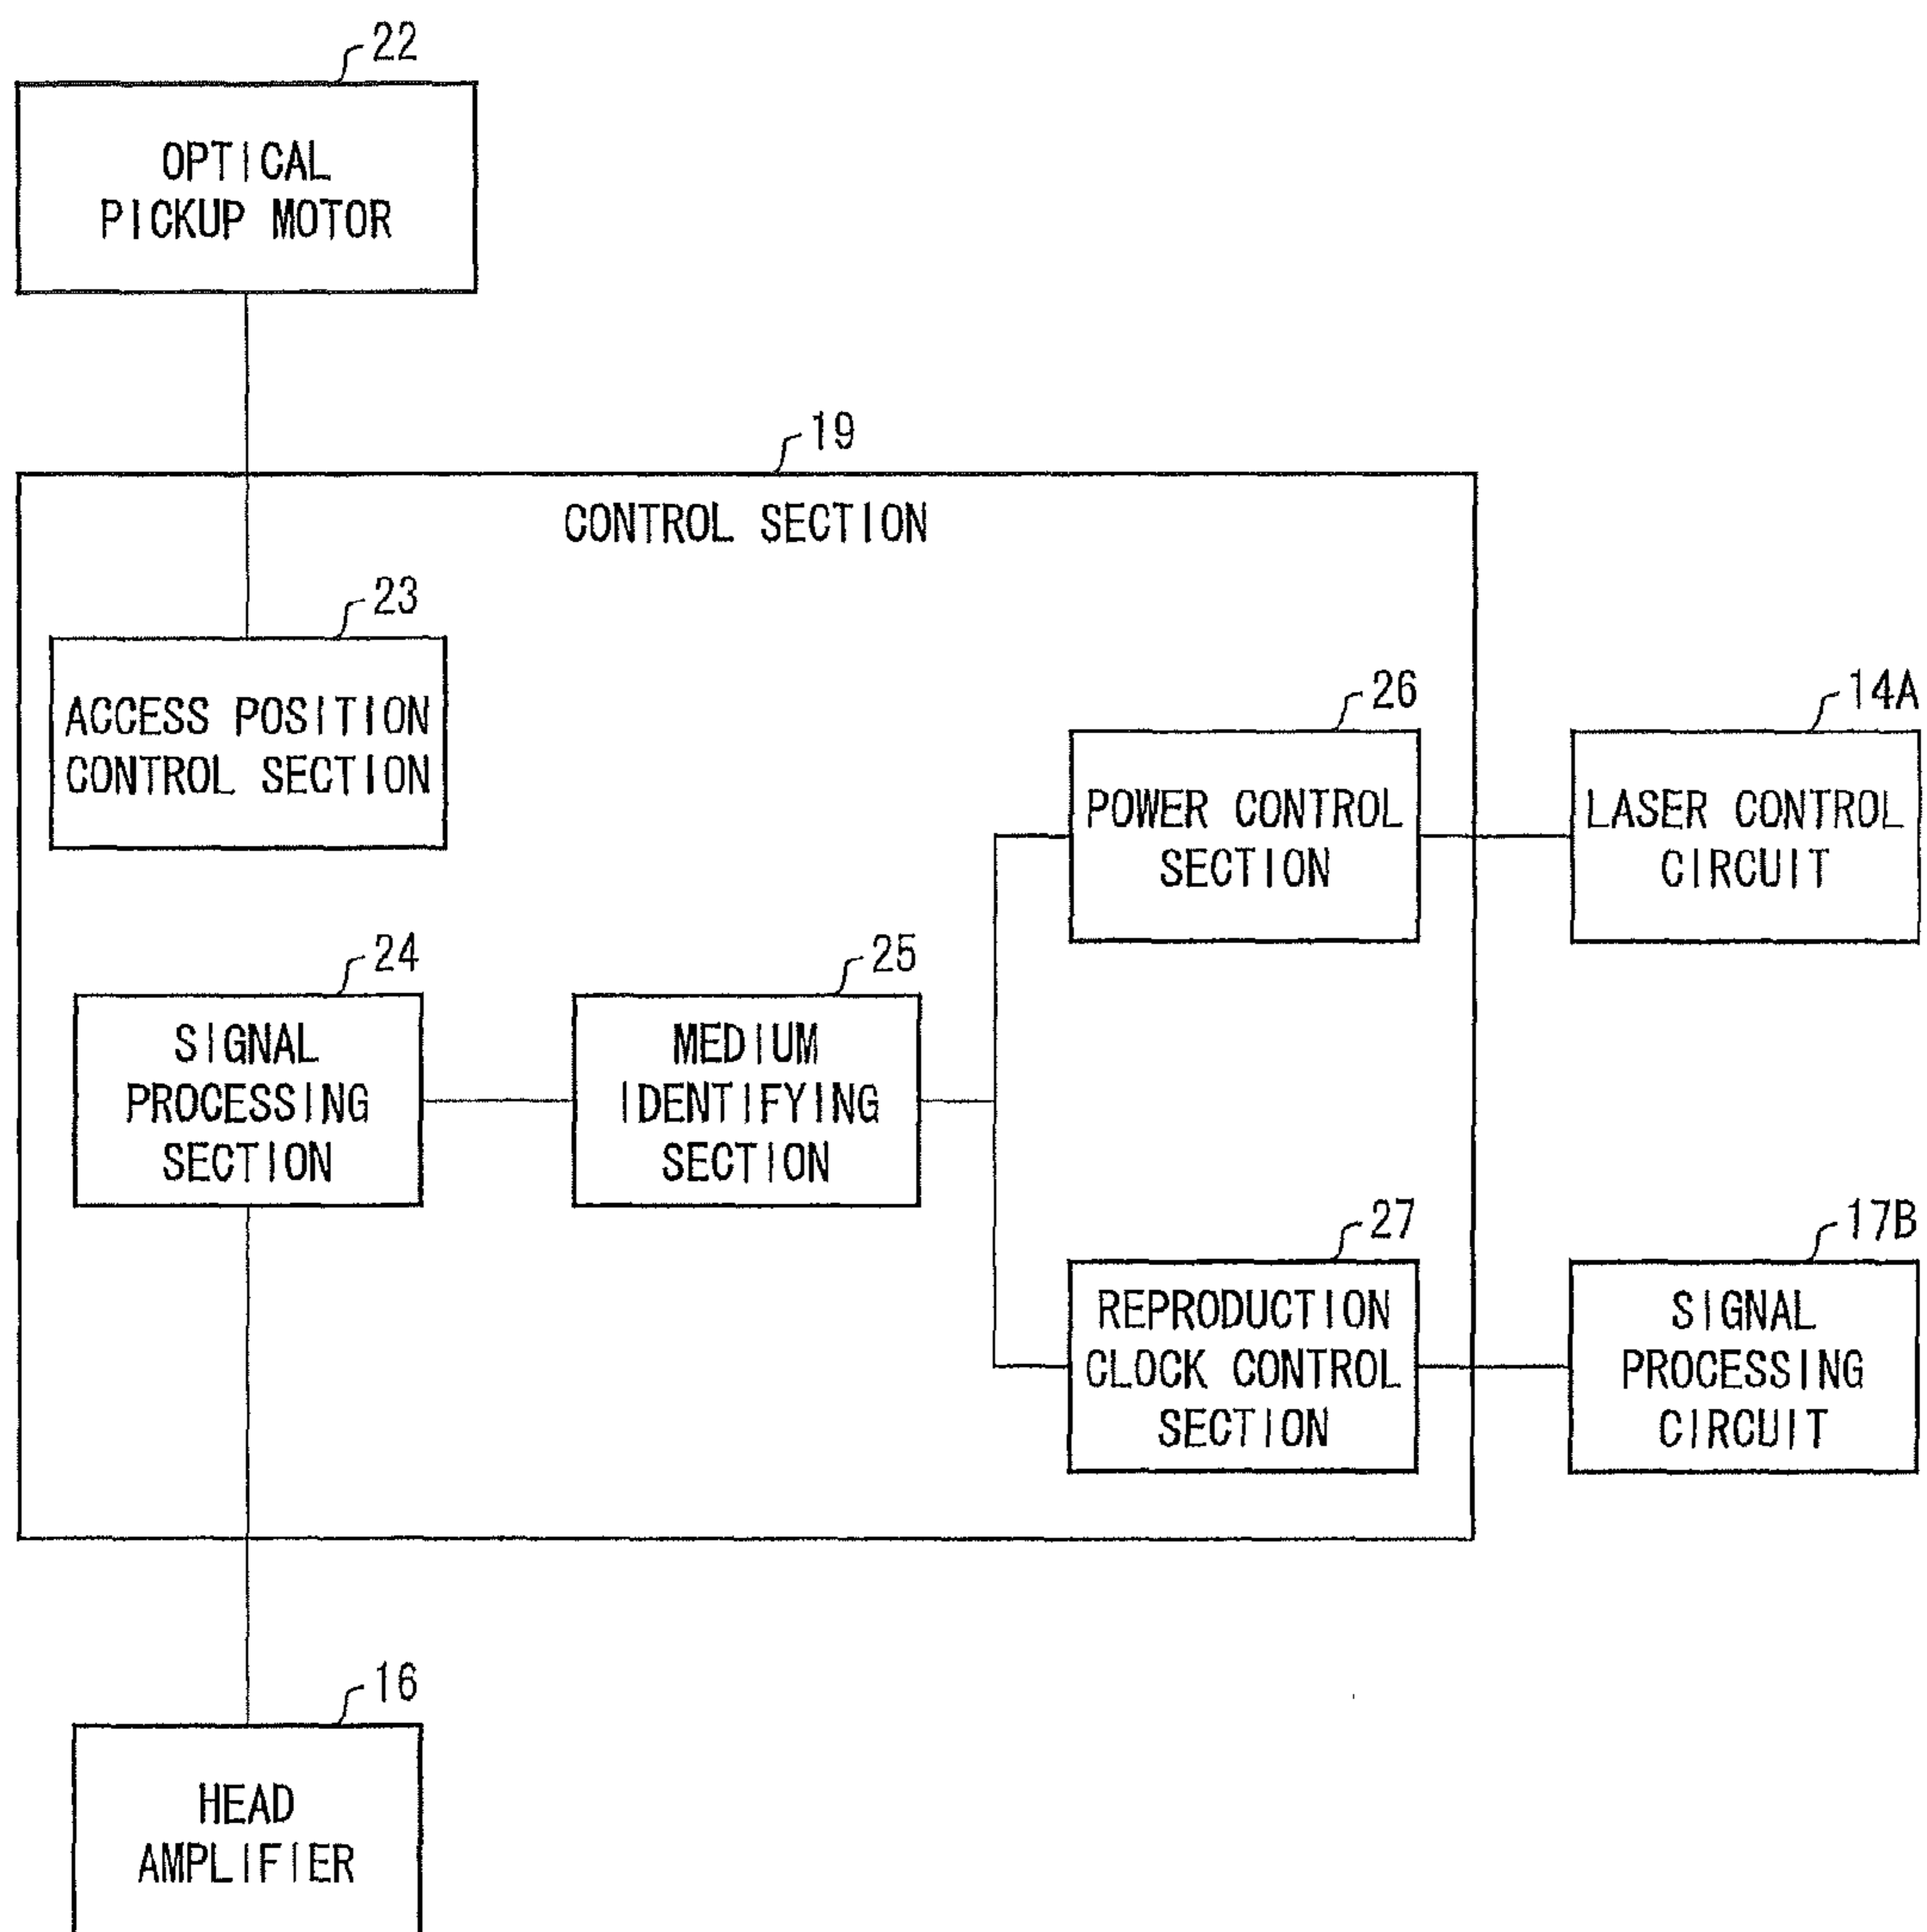 22
OPTICAL
PICKUP MOTOR
19
CONTROL SECTION
23
ACCESS POSITION
CONTROL SECTION
26
POWER CONTROL
SECTION
14A
LASER CONTROL
CIRCUIT
24
SIGNAL
PROCESSING
SECTION
25
MEDIUM
IDENTIFYING
SECTION
27
REPRODUCTION
CLOCK CONTROL
SECTION
17B
SIGNAL
PROCESSING
CIRCUIT
16
HEAD
AMPLIFIER